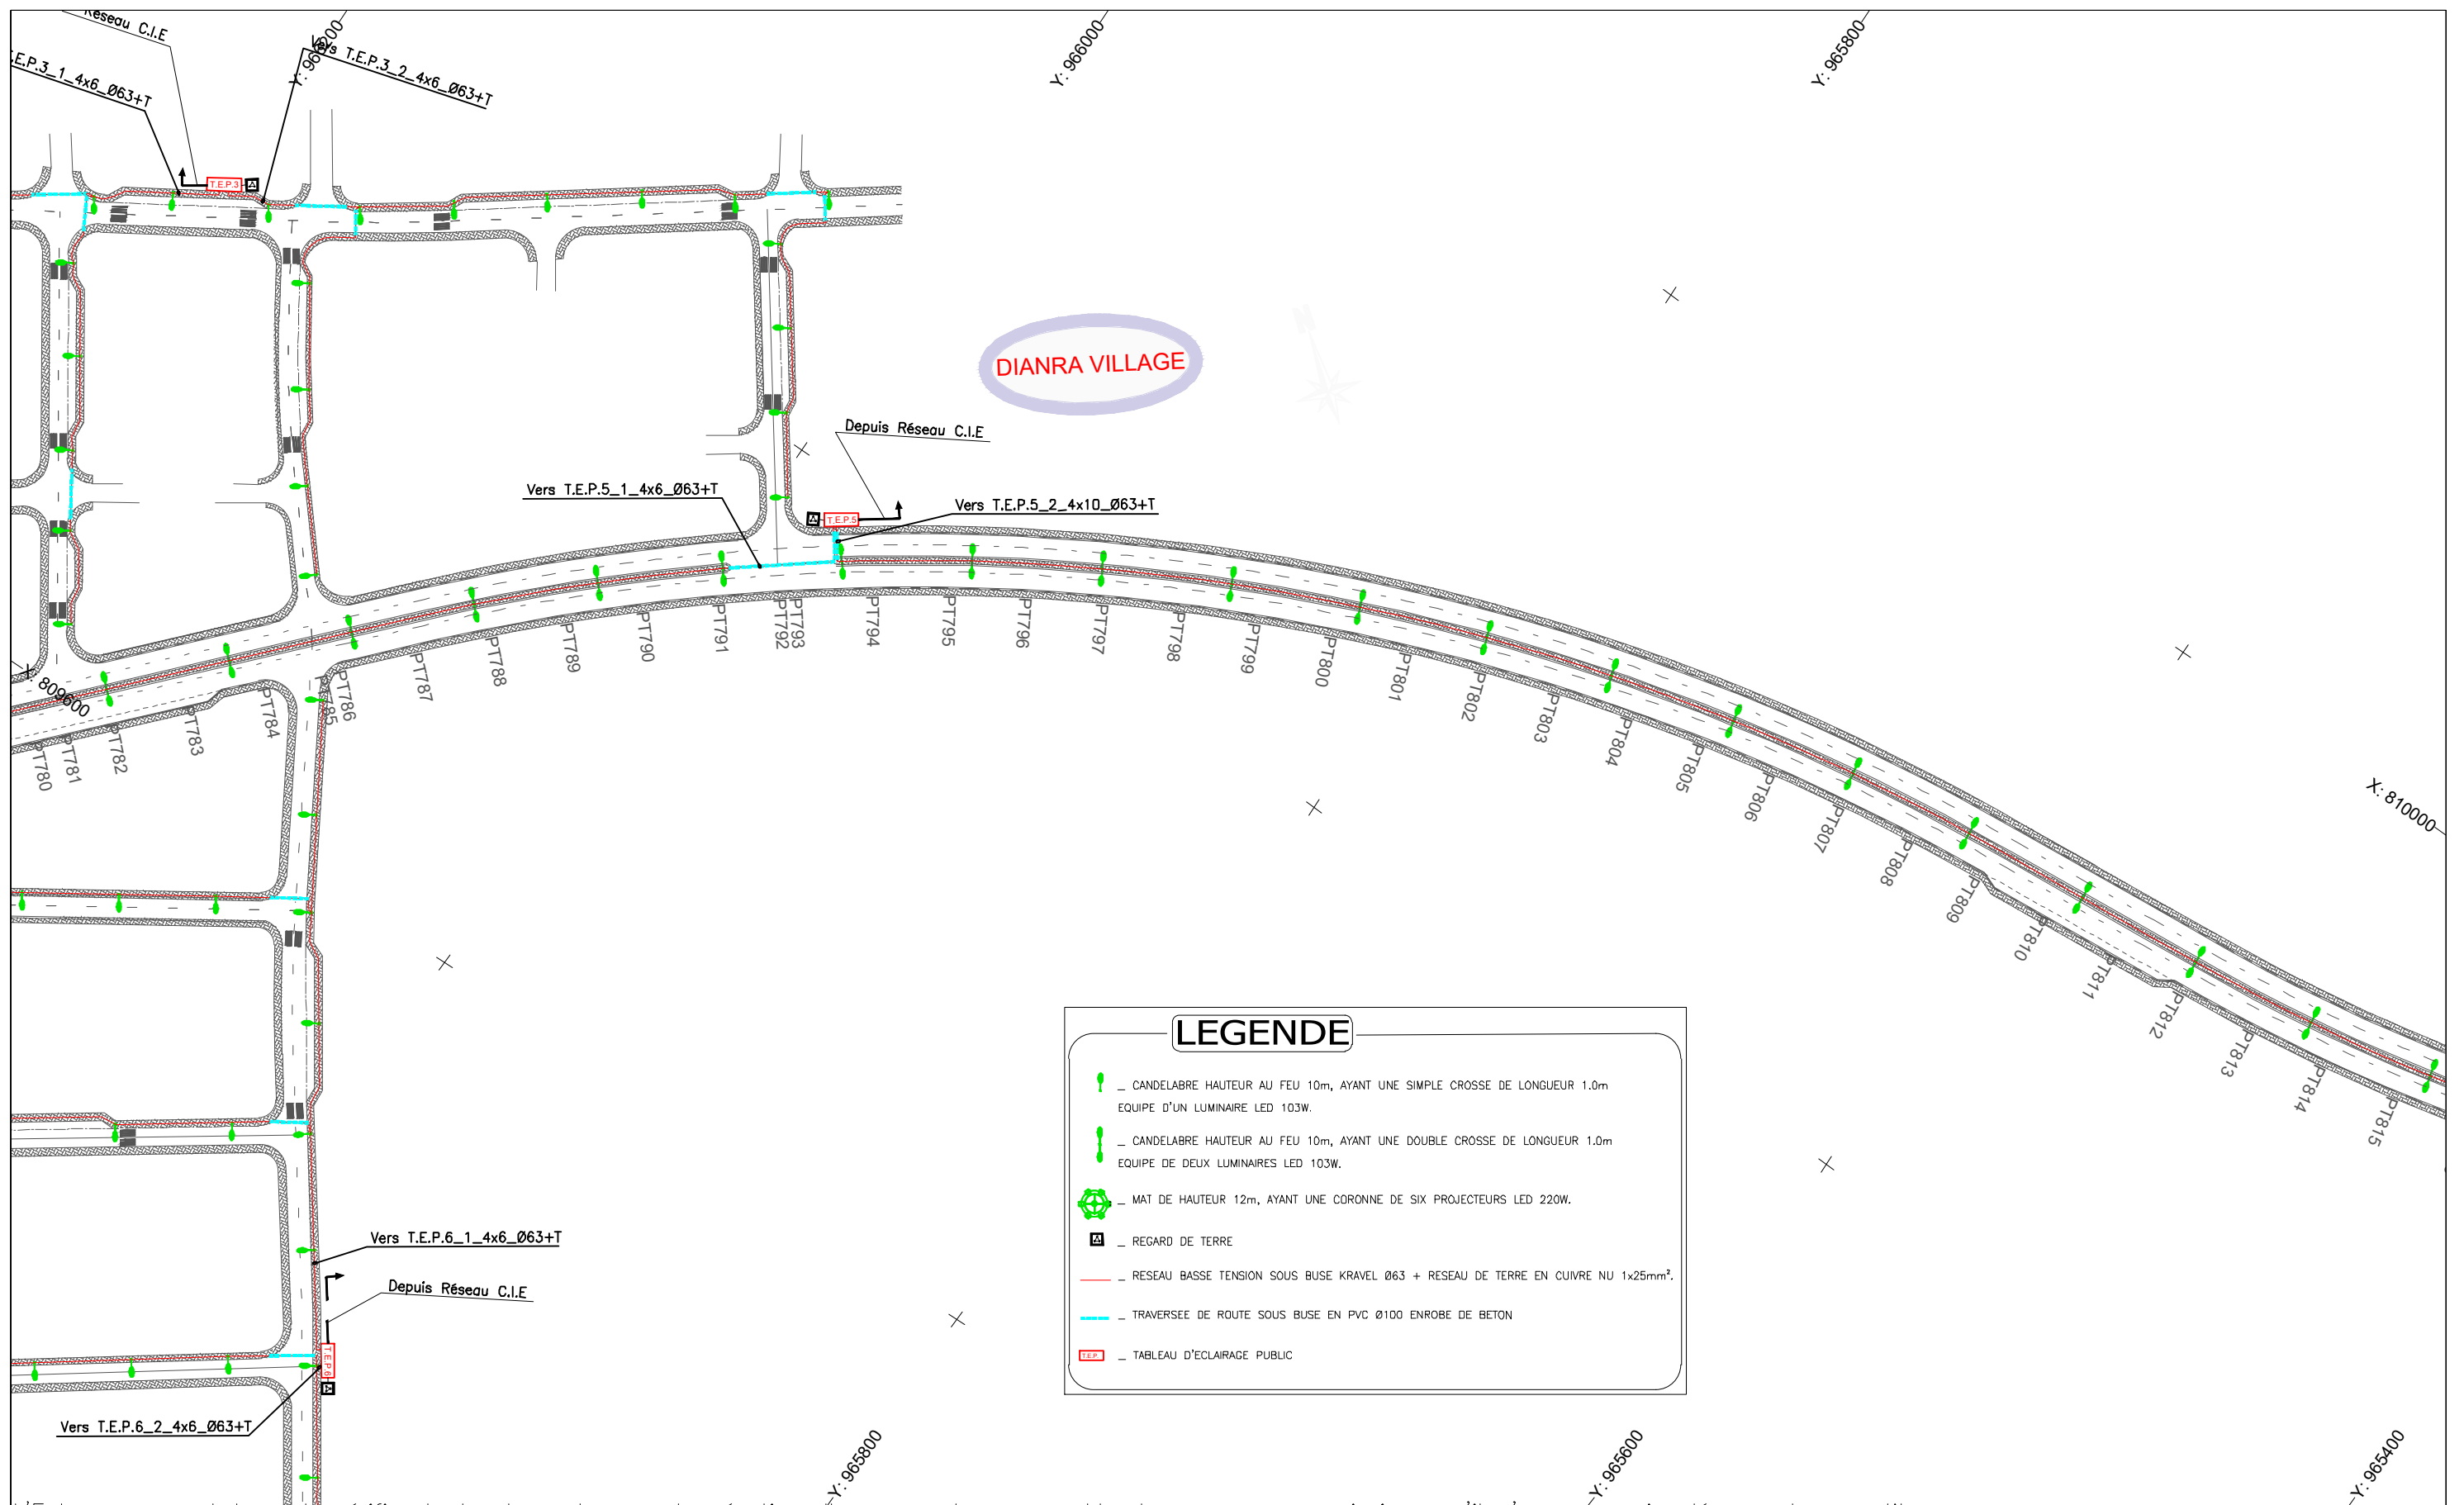 Réseau C.I.E
Y: 966200
Y: 966000
Y: 965800
Vers T.E.P.3_2_4x6_Ø63+T
.E.P.3_1_4x6_Ø63+T
T.E.P.3
DIANRA VILLAGE
Depuis Réseau C.I.E
Vers T.E.P.5_1_4x6_Ø63+T
Vers T.E.P.5_2_4x10_Ø63+T
T.E.P.5
X: 809600
PT780
PT781
PT782
PT783
PT784
PT785
PT786
PT787
PT788
PT789
PT790
PT791
PT792
PT793
PT794
PT795
PT796
PT797
PT798
PT799
PT800
PT801
PT802
PT803
PT804
PT805
PT806
PT807
PT808
PT809
PT810
PT811
PT812
PT813
PT814
PT815
X: 810000
LEGENDE
_ CANDELABRE HAUTEUR AU FEU 10m, AYANT UNE SIMPLE CROSSE DE LONGUEUR 1.0m
EQUIPE D'UN LUMINAIRE LED 103W.
_ CANDELABRE HAUTEUR AU FEU 10m, AYANT UNE DOUBLE CROSSE DE LONGUEUR 1.0m
EQUIPE DE DEUX LUMINAIRES LED 103W.
_ MAT DE HAUTEUR 12m, AYANT UNE CORONNE DE SIX PROJECTEURS LED 220W.
_ REGARD DE TERRE
_ RESEAU BASSE TENSION SOUS BUSE KRAVEL Ø63 + RESEAU DE TERRE EN CUIVRE NU 1x25mm².
_ TRAVERSEE DE ROUTE SOUS BUSE EN PVC Ø100 ENROBE DE BETON
T.E.P. _ TABLEAU D'ECLAIRAGE PUBLIC
Vers T.E.P.6_1_4x6_Ø63+T
Depuis Réseau C.I.E
T.E.P.6
Vers T.E.P.6_2_4x6_Ø63+T
Y: 965800
Y: 965600
Y: 965400